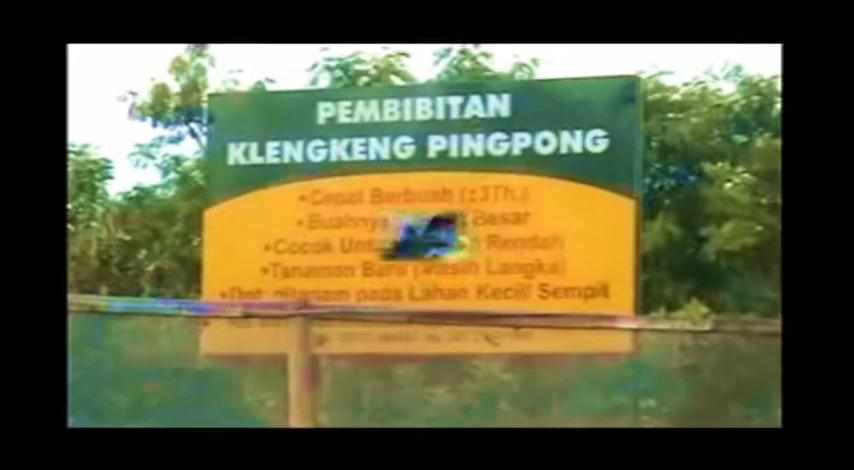 PEMBIBITAN
KLENGKENG PINGPONG
•Cepat Berbuah (±3Th.)
•Buahnya Besar
•Cocok Rendah
•Tanaman Baru (Masih Langka)
•Dpt. ditanam pada Lahan Kecil/ Sempit